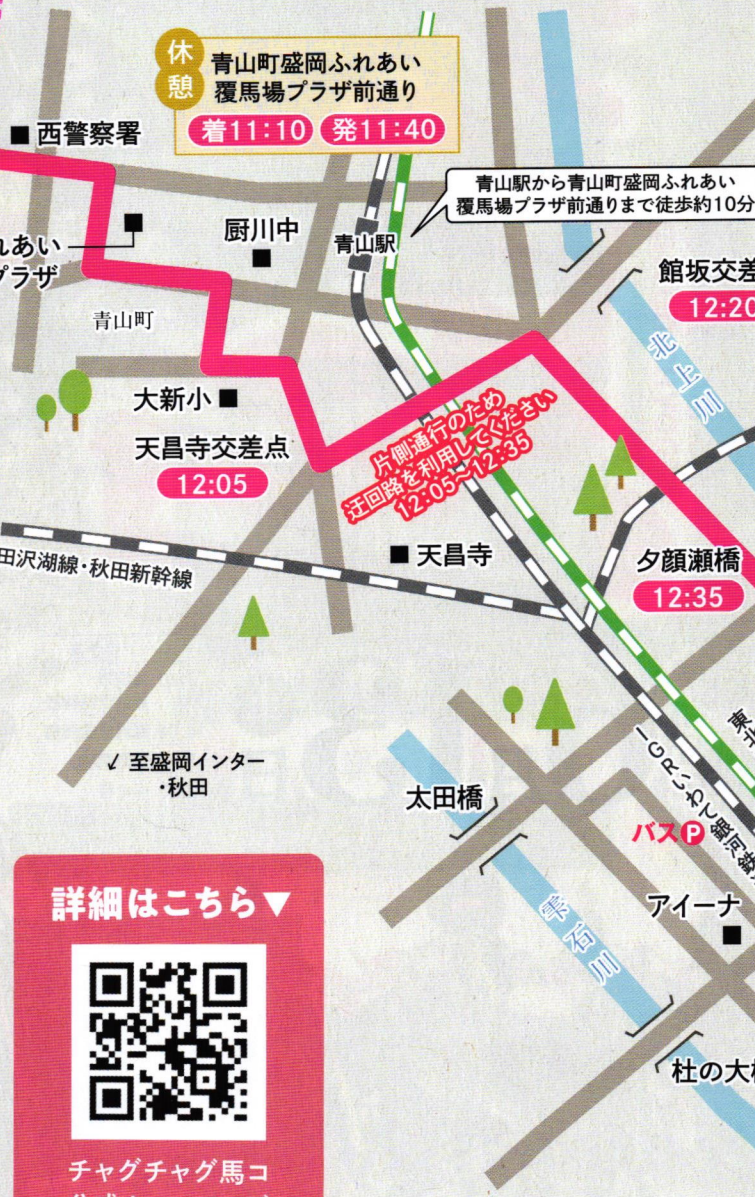 休憩
青山町盛岡ふれあい
覆馬場プラザ前通り
着11:10 発11:40
西警察署
青山駅から青山町盛岡ふれあい
覆馬場プラザ前通りまで徒歩約10分
れあい
プラザ
厨川中
青山駅
館坂交差
12:20
青山町
北上川
大新小
天昌寺交差点
12:05
片側通行のため
迂回路を利用してください
12:05~12:35
天昌寺
夕顔瀬橋
12:35
田沢湖線・秋田新幹線
↙ 至盛岡インター
・秋田
太田橋
東北
IGRいわて銀河鉄
バスP
アイーナ
雫石川
杜の大橋
詳細はこちら▼
チャグチャグ馬コ